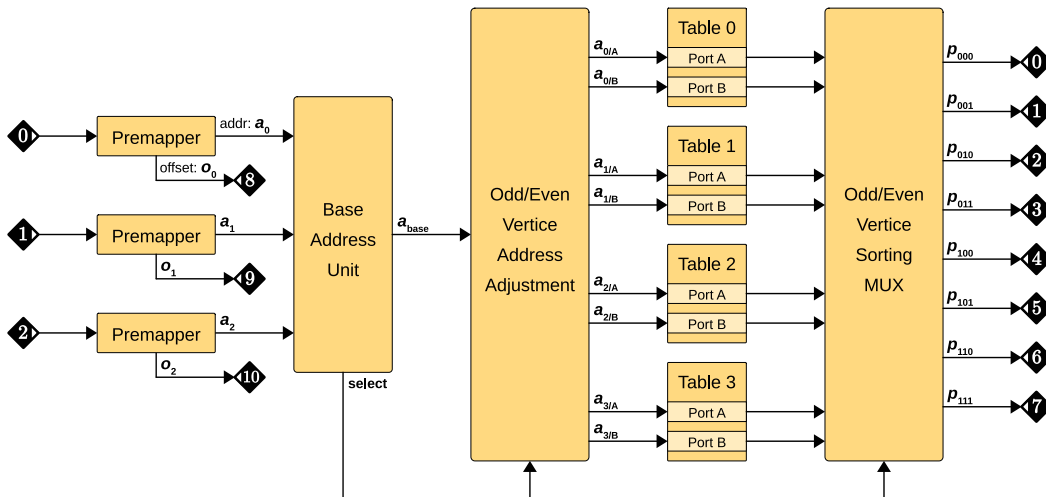 0
Premapper
addr: a0
offset: o0
8
1
Premapper
a1
o1
9
2
Premapper
a2
o2
10
Base
Address
Unit
abase
select
Odd/Even
Vertice
Address
Adjustment
a0/A
a0/B
a1/A
a1/B
a2/A
a2/B
a3/A
a3/B
Table 0
Port A
Port B
Table 1
Port A
Port B
Table 2
Port A
Port B
Table 3
Port A
Port B
Odd/Even
Vertice
Sorting
MUX
p000
0
p001
1
p010
2
p011
3
p100
4
p101
5
p110
6
p111
7